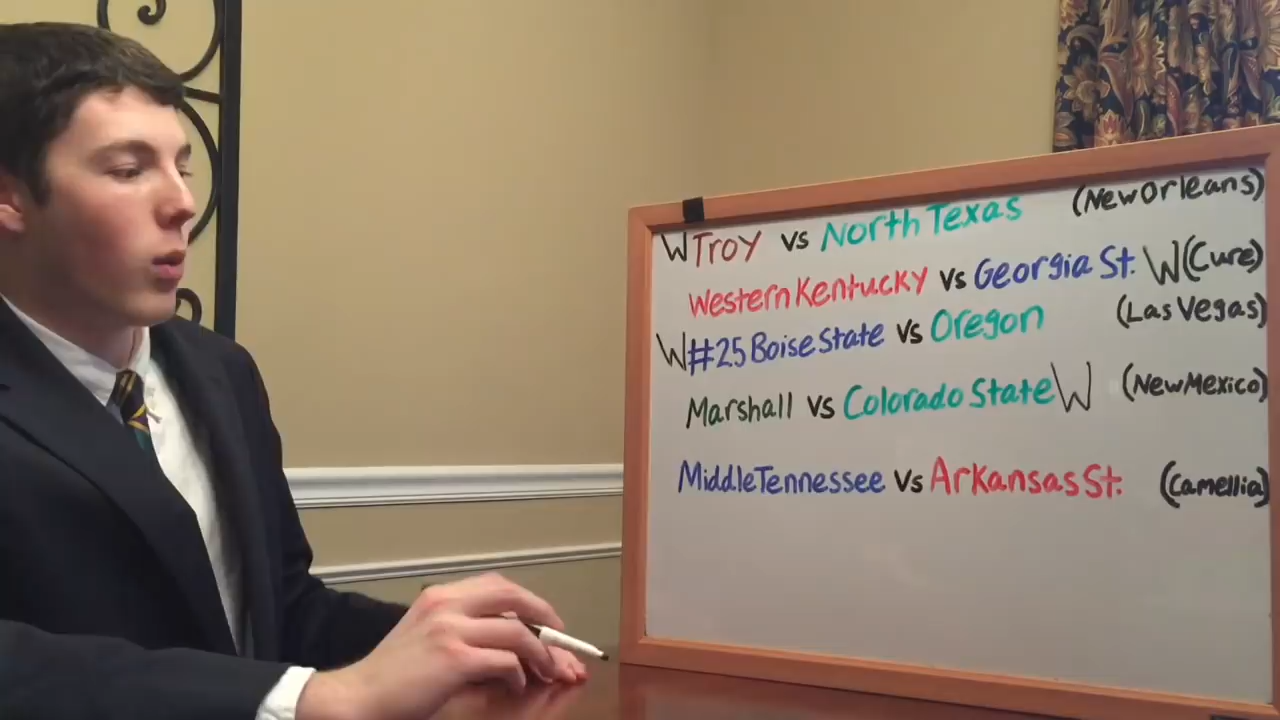 W Troy vs North Texas (New Orleans)
Western Kentucky vs Georgia St. W (Cure)
W #25 Boise State vs Oregon (Las Vegas)
Marshall vs Colorado State W (New Mexico)
Middle Tennessee vs Arkansas St. (Camellia)